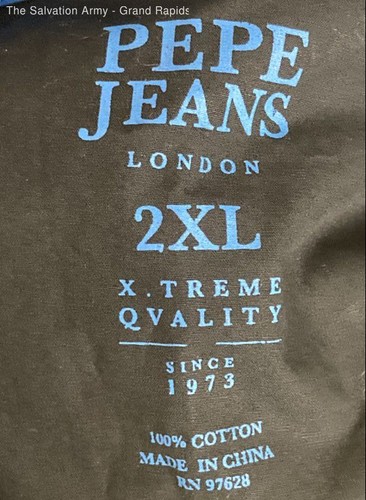 The Salvation Army - Grand Rapids
PEPE
JEANS
LONDON
2XL
X.TREME
QVALITY
SINCE
1973
100% COTTON
MADE IN CHINA
RN 97628